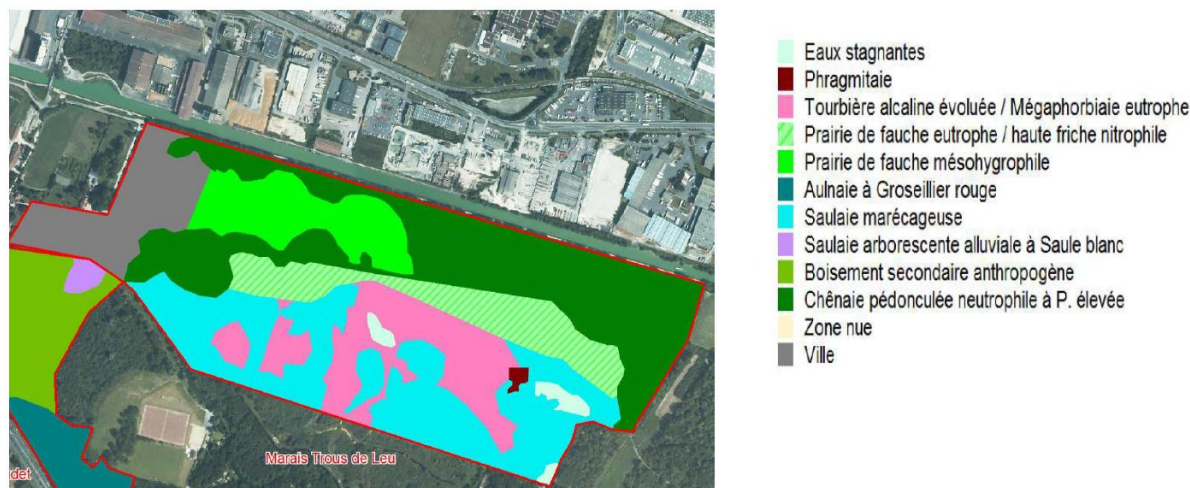 Eaux stagnantes
Phragmitaie
Tourbière alcaline évoluée / Mégaphorbiaie eutrophe
Prairie de fauche eutrophe / haute friche nitrophile
Prairie de fauche mésohygrophile
Aulnaie à Groseillier rouge
Saulaie marécageuse
Saulaie arborescente alluviale à Saule blanc
Boisement secondaire anthropogène
Chênaie pédonculée neutrophile à P. élevée
Zone nue
Ville
Marais Trous de Leu
det